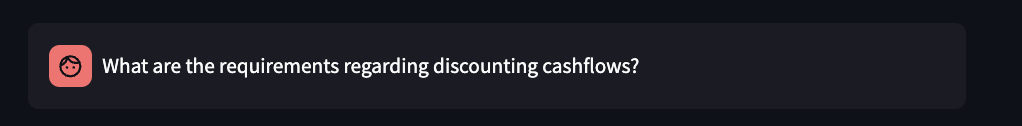 What are the requirements regarding discounting cashflows?